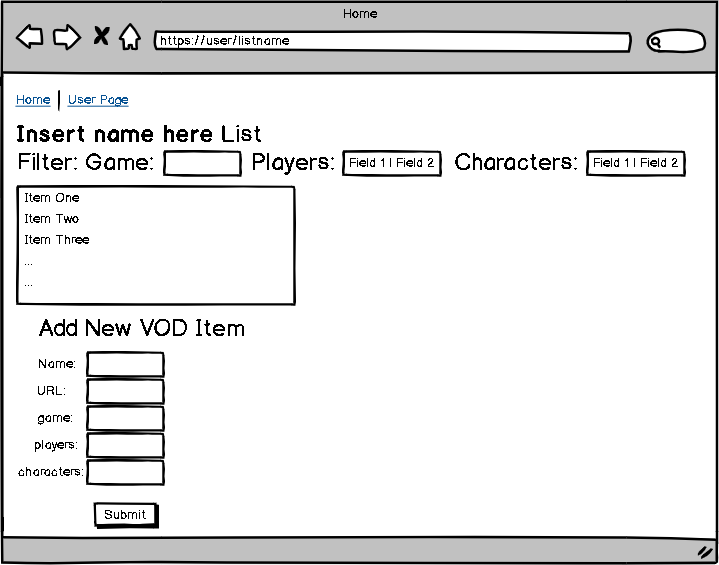 Home
https://user/listname
Home | User Page
Insert name here List
Filter: Game: Players: Field 1 | Field 2 Characters: Field 1 | Field 2
Item One
Item Two
Item Three
...
...
Add New VOD Item
Name:
URL:
game:
players:
characters:
Submit